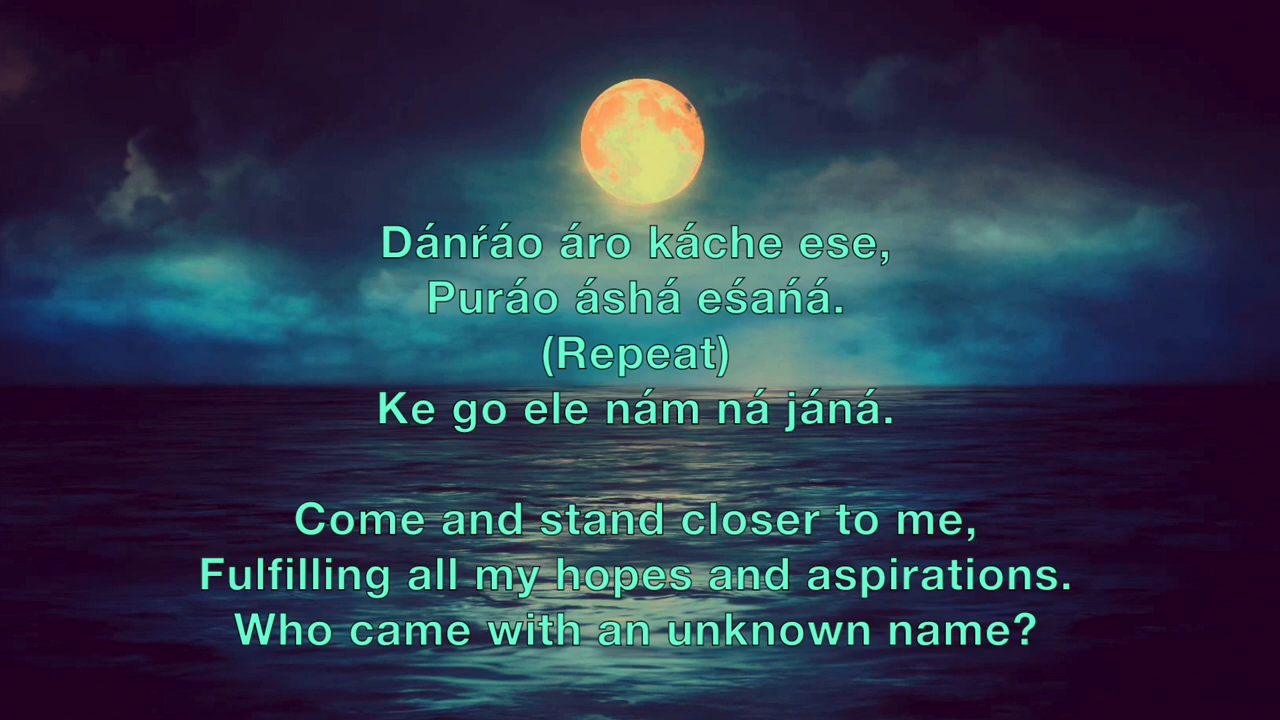 Dánŕáo áro káche ese,
Puráo áshá eśańá.
(Repeat)
Ke go ele nám ná jáná.
Come and stand closer to me,
Fulfilling all my hopes and aspirations.
Who came with an unknown name?